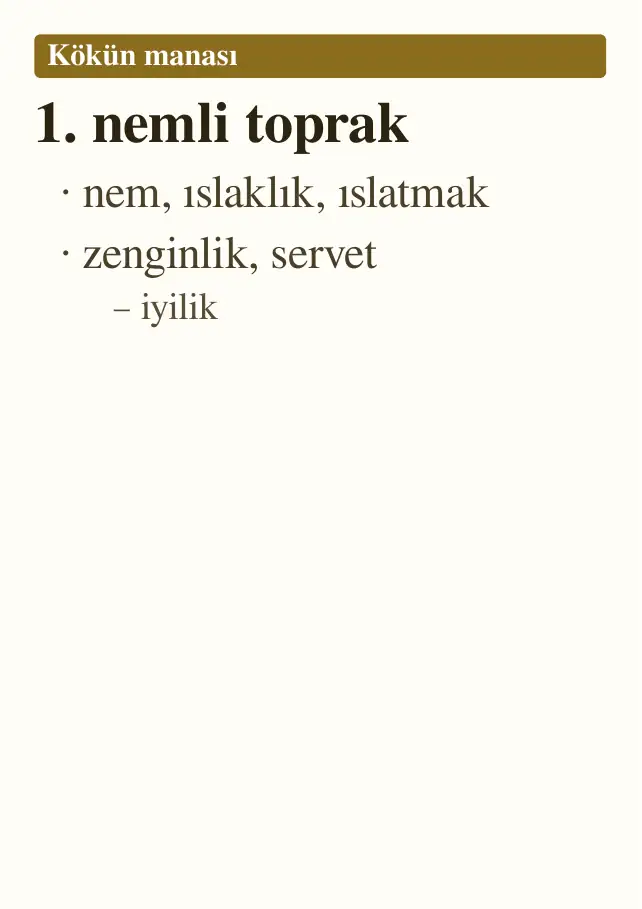 Kökün manası
1. nemli toprak
· nem, ıslaklık, ıslatmak
· zenginlik, servet
– iyilik